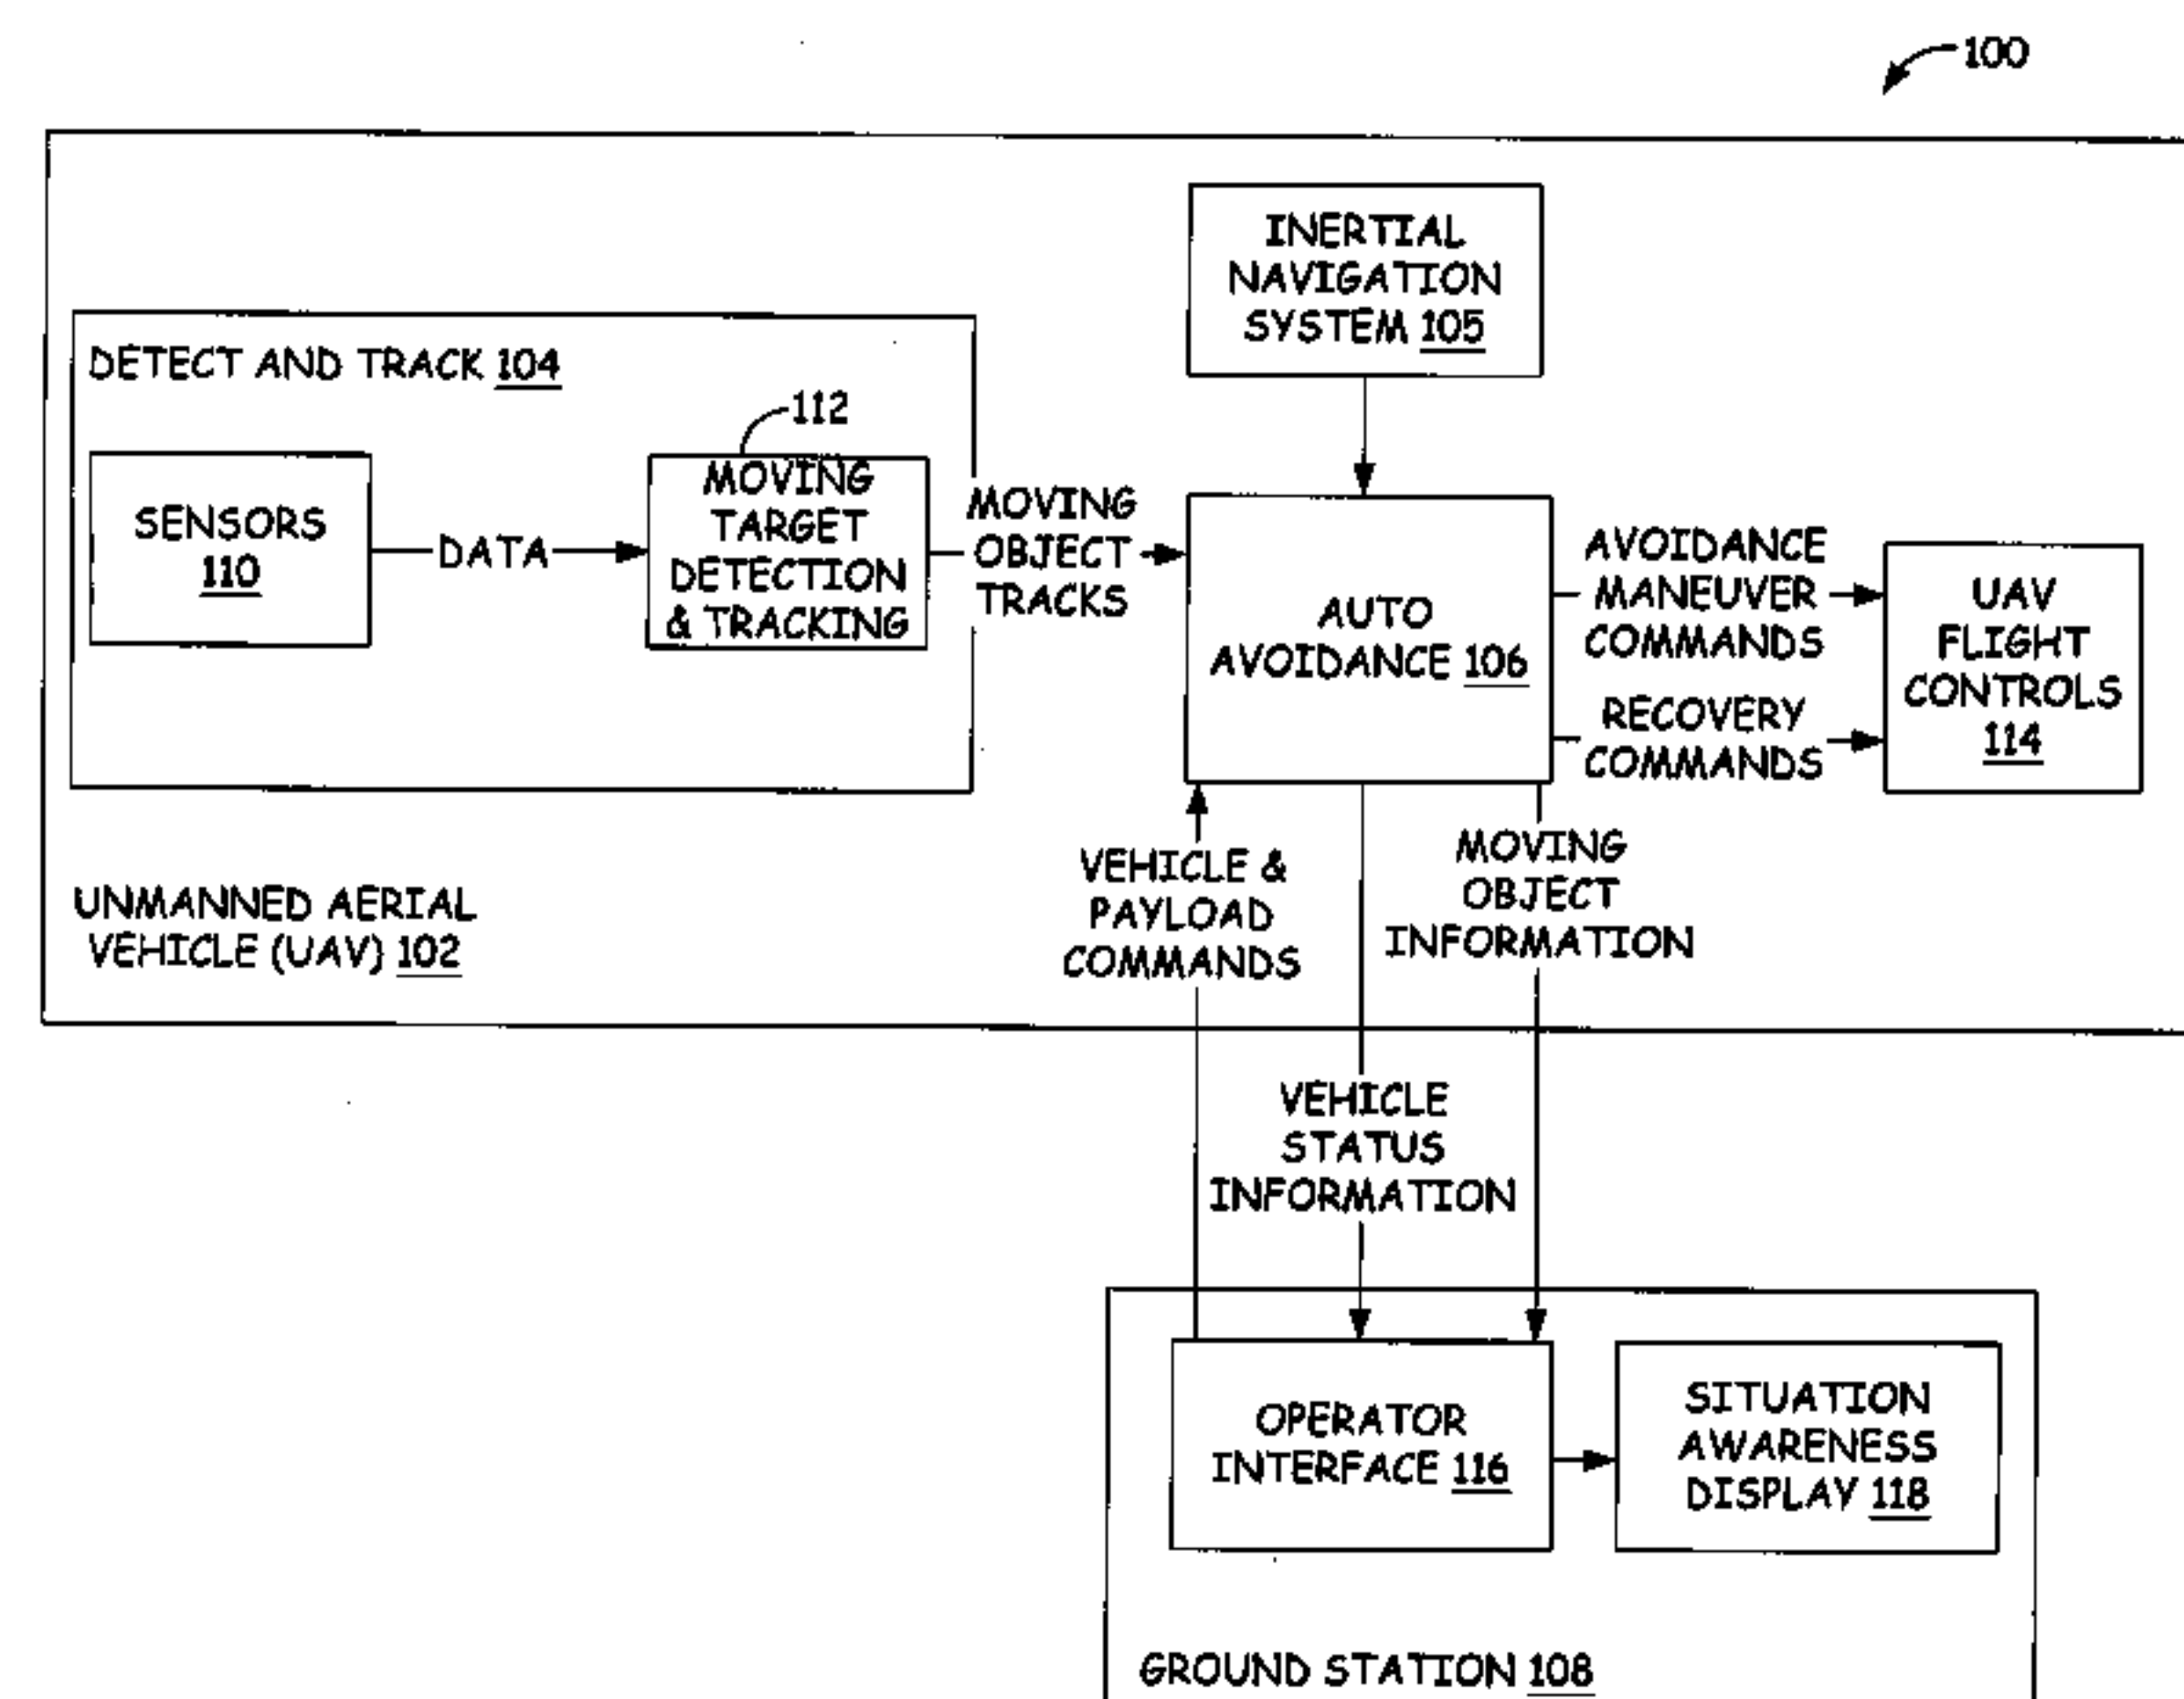 100
INERTIAL
NAVIGATION
SYSTEM 105
DETECT AND TRACK 104
112
SENSORS
110
DATA
MOVING
TARGET
DETECTION
& TRACKING
MOVING
OBJECT
TRACKS
AUTO
AVOIDANCE 106
AVOIDANCE
MANEUVER
COMMANDS
RECOVERY
COMMANDS
UAV
FLIGHT
CONTROLS
114
VEHICLE &
PAYLOAD
COMMANDS
MOVING
OBJECT
INFORMATION
UNMANNED AERIAL
VEHICLE (UAV) 102
VEHICLE
STATUS
INFORMATION
OPERATOR
INTERFACE 116
SITUATION
AWARENESS
DISPLAY 118
GROUND STATION 108